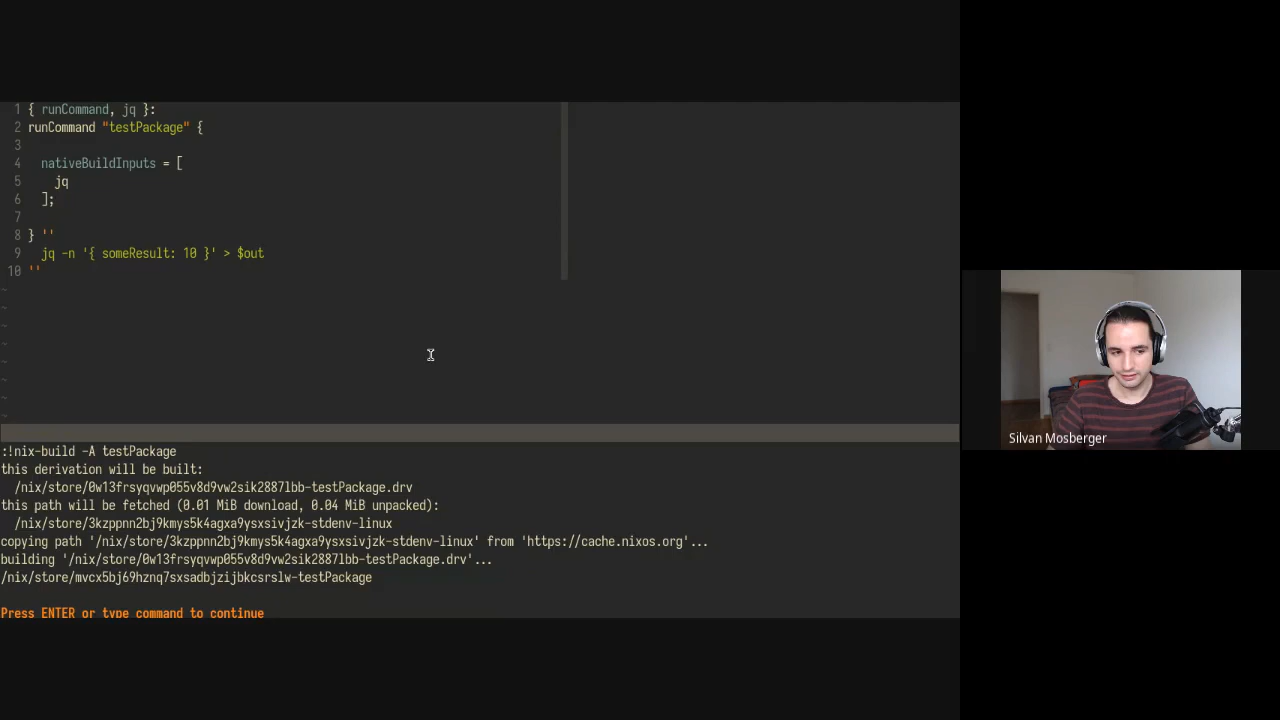 1 { runCommand, jq }:
2 runCommand "testPackage" {
3
4   nativeBuildInputs = [
5     jq
6   ];
7
8 } ''
9   jq -n '{ someResult: 10 }' > $out
10 ''
~
~
~
~
~
~
~
~
:!nix-build -A testPackage
this derivation will be built:
  /nix/store/0w13frsyqvwp055v8d9vw2sik2887lbb-testPackage.drv
this path will be fetched (0.01 MiB download, 0.04 MiB unpacked):
  /nix/store/3kzppnn2bj9kmys5k4agxa9ysxsivjzk-stdenv-linux
copying path '/nix/store/3kzppnn2bj9kmys5k4agxa9ysxsivjzk-stdenv-linux' from 'https://cache.nixos.org'...
building '/nix/store/0w13frsyqvwp055v8d9vw2sik2887lbb-testPackage.drv'...
/nix/store/mvcx5bj69hznq7sxsadbjzijbkcsrslw-testPackage
Press ENTER or type command to continue
Silvan Mosberger